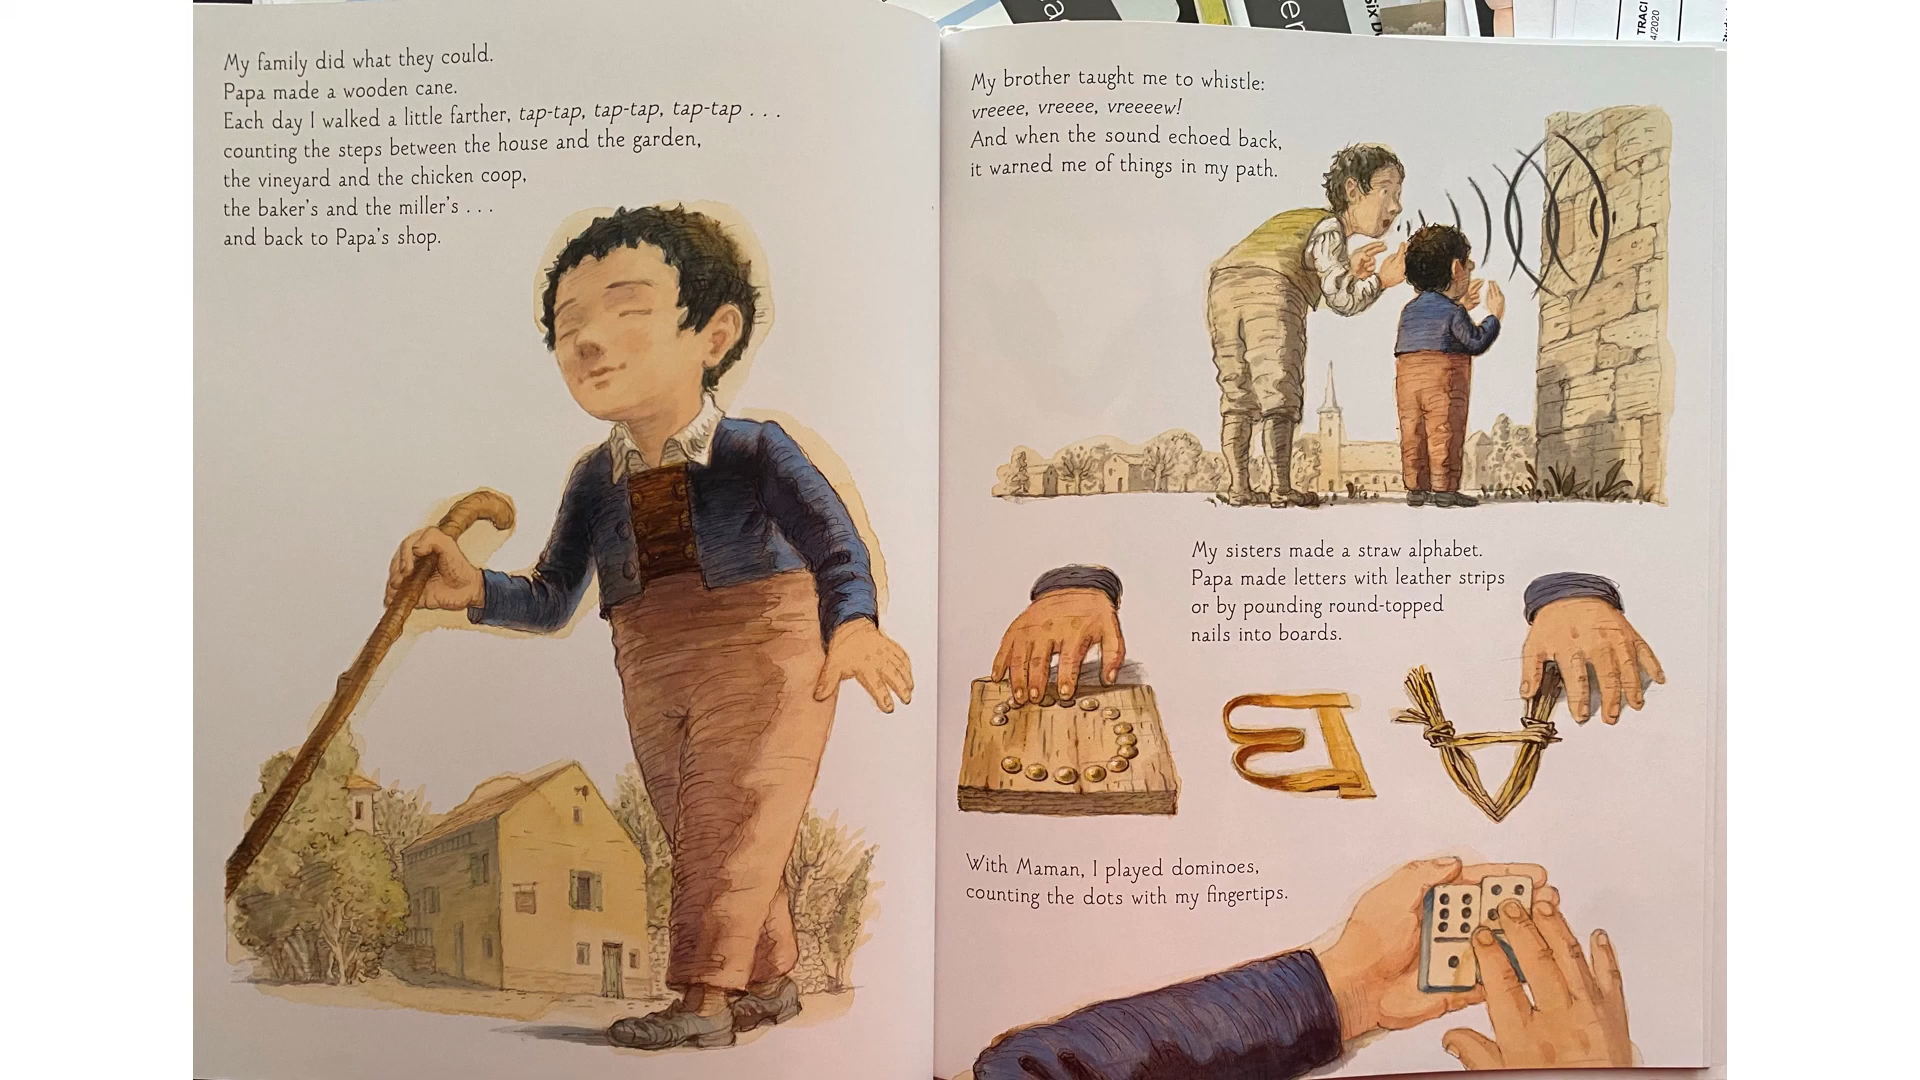 My family did what they could.
Papa made a wooden cane.
Each day I walked a little farther, tap-tap, tap-tap, tap-tap . . .
counting the steps between the house and the garden,
the vineyard and the chicken coop,
the baker's and the miller's . . .
and back to Papa's shop.
My brother taught me to whistle:
vreeee, vreeee, vreeeew!
And when the sound echoed back,
it warned me of things in my path.
My sisters made a straw alphabet.
Papa made letters with leather strips
or by pounding round-topped
nails into boards.
With Maman, I played dominoes,
counting the dots with my fingertips.
TRACI
4/2020